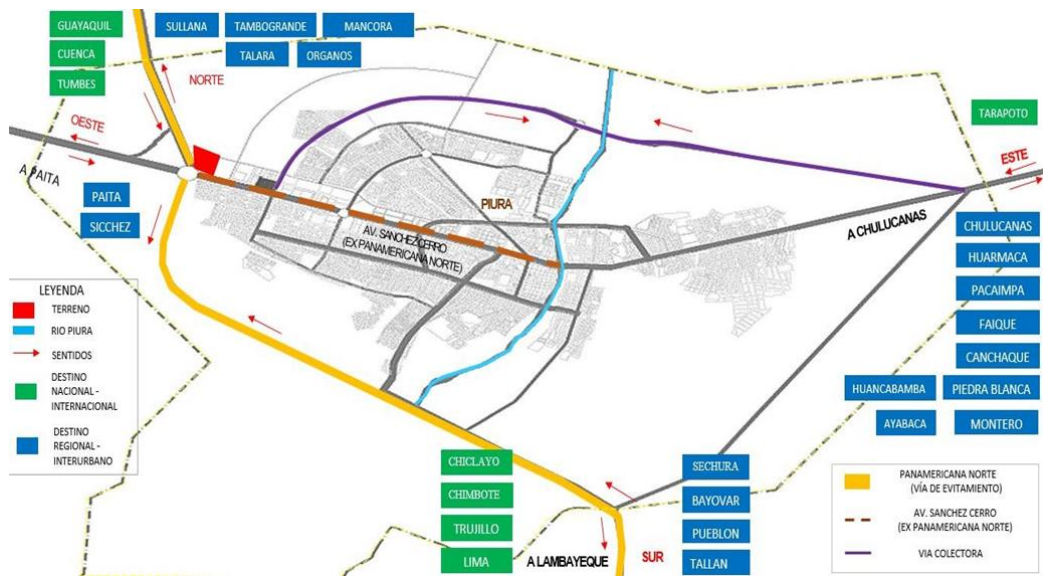 GUAYAQUIL
CUENCA
TUMBES
SULLANA
TAMBOGRANDE
MANCORA
TALARA
ORGANOS
NORTE
OESTE
A PAITA
PAITA
SICCHEZ
TARAPOTO
ESTE
PIURA
AV. SANCHEZ CERRO
(EX PANAMERICANA NORTE)
A CHULUCANAS
CHULUCANAS
HUARMACA
PACAIMPA
FAIQUE
CANCHAQUE
HUANCABAMBA
PIEDRA BLANCA
AYABACA
MONTERO
LEYENDA
TERRENO
RIO PIURA
SENTIDOS
DESTINO
NACIONAL -
INTERNACIONAL
DESTINO
REGIONAL -
INTERURBANO
CHICLAYO
CHIMBOTE
TRUJILLO
LIMA
A LAMBAYEQUE
SUR
SECHURA
BAYOVAR
PUEBLON
TALLAN
PANAMERICANA NORTE
(VÍA DE EVITAMIENTO)
AV. SANCHEZ CERRO
(EX PANAMERICANA NORTE)
VIA COLECTORA